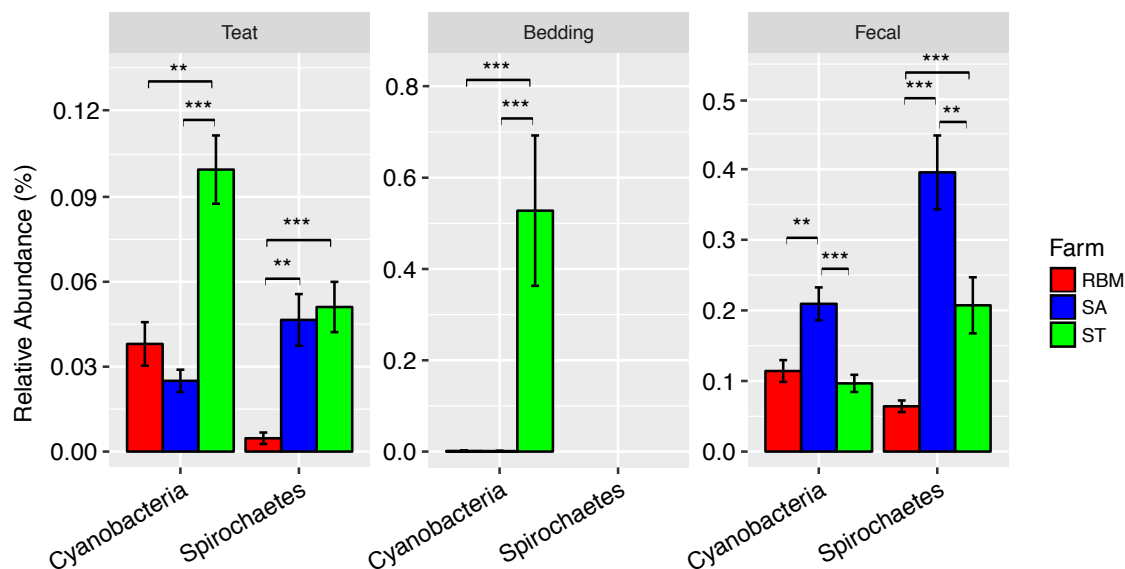 Teat
Bedding
Fecal
Relative Abundance (%)
0.12
0.09
0.06
0.03
0.00
**
***
***
**
Cyanobacteria
Spirochaetes
0.8
0.6
0.4
0.2
0.0
***
***
Cyanobacteria
Spirochaetes
0.5
0.4
0.3
0.2
0.1
0.0
***
***
**
**
***
Cyanobacteria
Spirochaetes
Farm
RBM
SA
ST